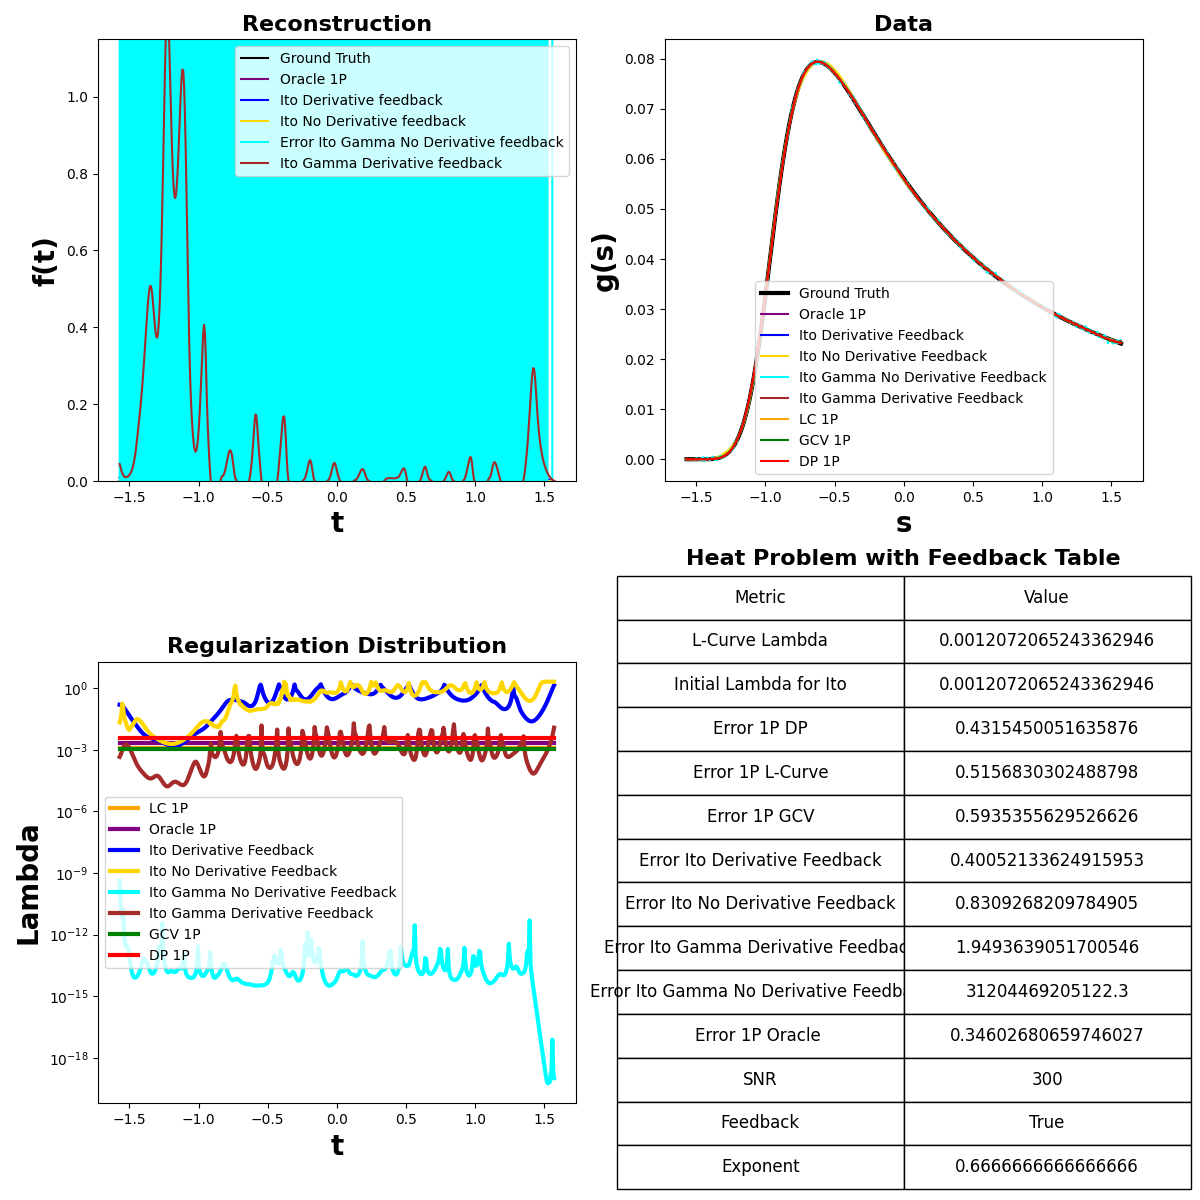 Reconstruction
f(t)
1.0
0.8
0.6
0.4
0.2
0.0
Ground Truth
Oracle 1P
Ito Derivative feedback
Ito No Derivative feedback
Error Ito Gamma No Derivative feedback
Ito Gamma Derivative feedback
−1.5 −1.0 −0.5 0.0 0.5 1.0 1.5
t
Data
g(s)
0.08
0.07
0.06
0.05
0.04
0.03
0.02
0.01
0.00
Ground Truth
Oracle 1P
Ito Derivative Feedback
Ito No Derivative Feedback
Ito Gamma No Derivative Feedback
Ito Gamma Derivative Feedback
LC 1P
GCV 1P
DP 1P
−1.5 −1.0 −0.5 0.0 0.5 1.0 1.5
s
Regularization Distribution
Lambda
10⁰
10⁻³
10⁻⁶
10⁻⁹
10⁻¹²
10⁻¹⁵
10⁻¹⁸
LC 1P
Oracle 1P
Ito Derivative Feedback
Ito No Derivative Feedback
Ito Gamma No Derivative Feedback
Ito Gamma Derivative Feedback
GCV 1P
DP 1P
−1.5 −1.0 −0.5 0.0 0.5 1.0 1.5
t
Heat Problem with Feedback Table
Metric Value
L-Curve Lambda 0.0012072065243362946
Initial Lambda for Ito 0.0012072065243362946
Error 1P DP 0.4315450051635876
Error 1P L-Curve 0.5156830302488798
Error 1P GCV 0.5935355629526626
Error Ito Derivative Feedback 0.40052133624915953
Error Ito No Derivative Feedback 0.8309268209784905
Error Ito Gamma Derivative Feedbac 1.9493639051700546
Error Ito Gamma No Derivative Feedb 31204469205122.3
Error 1P Oracle 0.34602680659746027
SNR 300
Feedback True
Exponent 0.6666666666666666